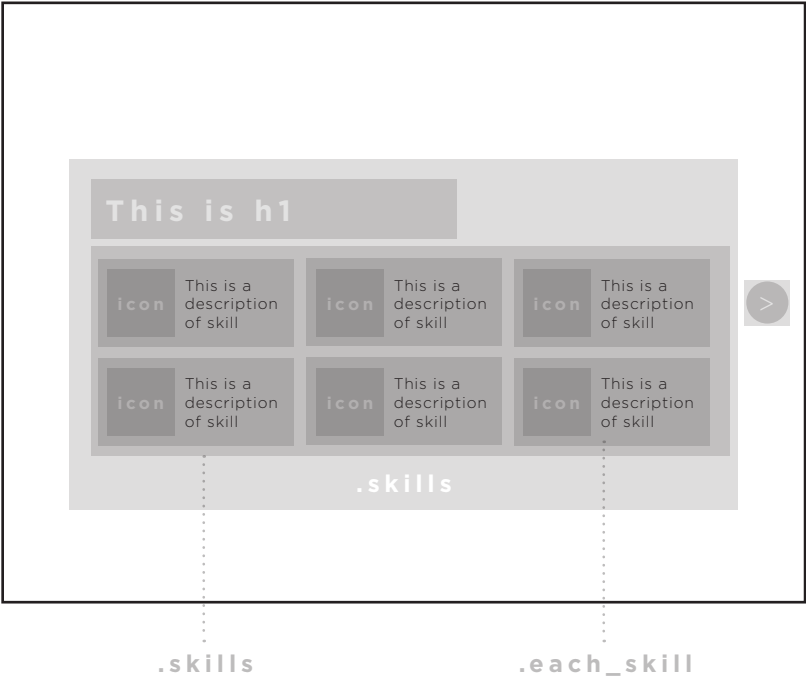 This is h1
icon
This is a
description
of skill
icon
This is a
description
of skill
icon
This is a
description
of skill
>
icon
This is a
description
of skill
icon
This is a
description
of skill
icon
This is a
description
of skill
.skills
.skills
.each_skill